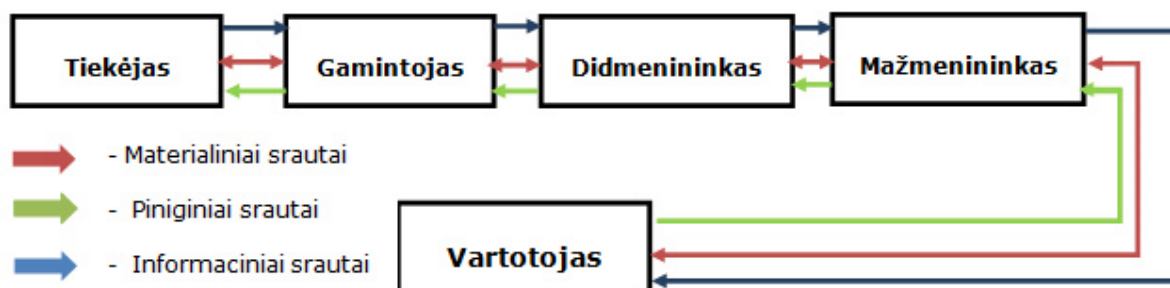 Tiekėjas
Gamintojas
Didmenininkas
Mažmenininkas
- Materialiniai srautai
- Piniginiai srautai
- Informaciniai srautai
Vartotojas